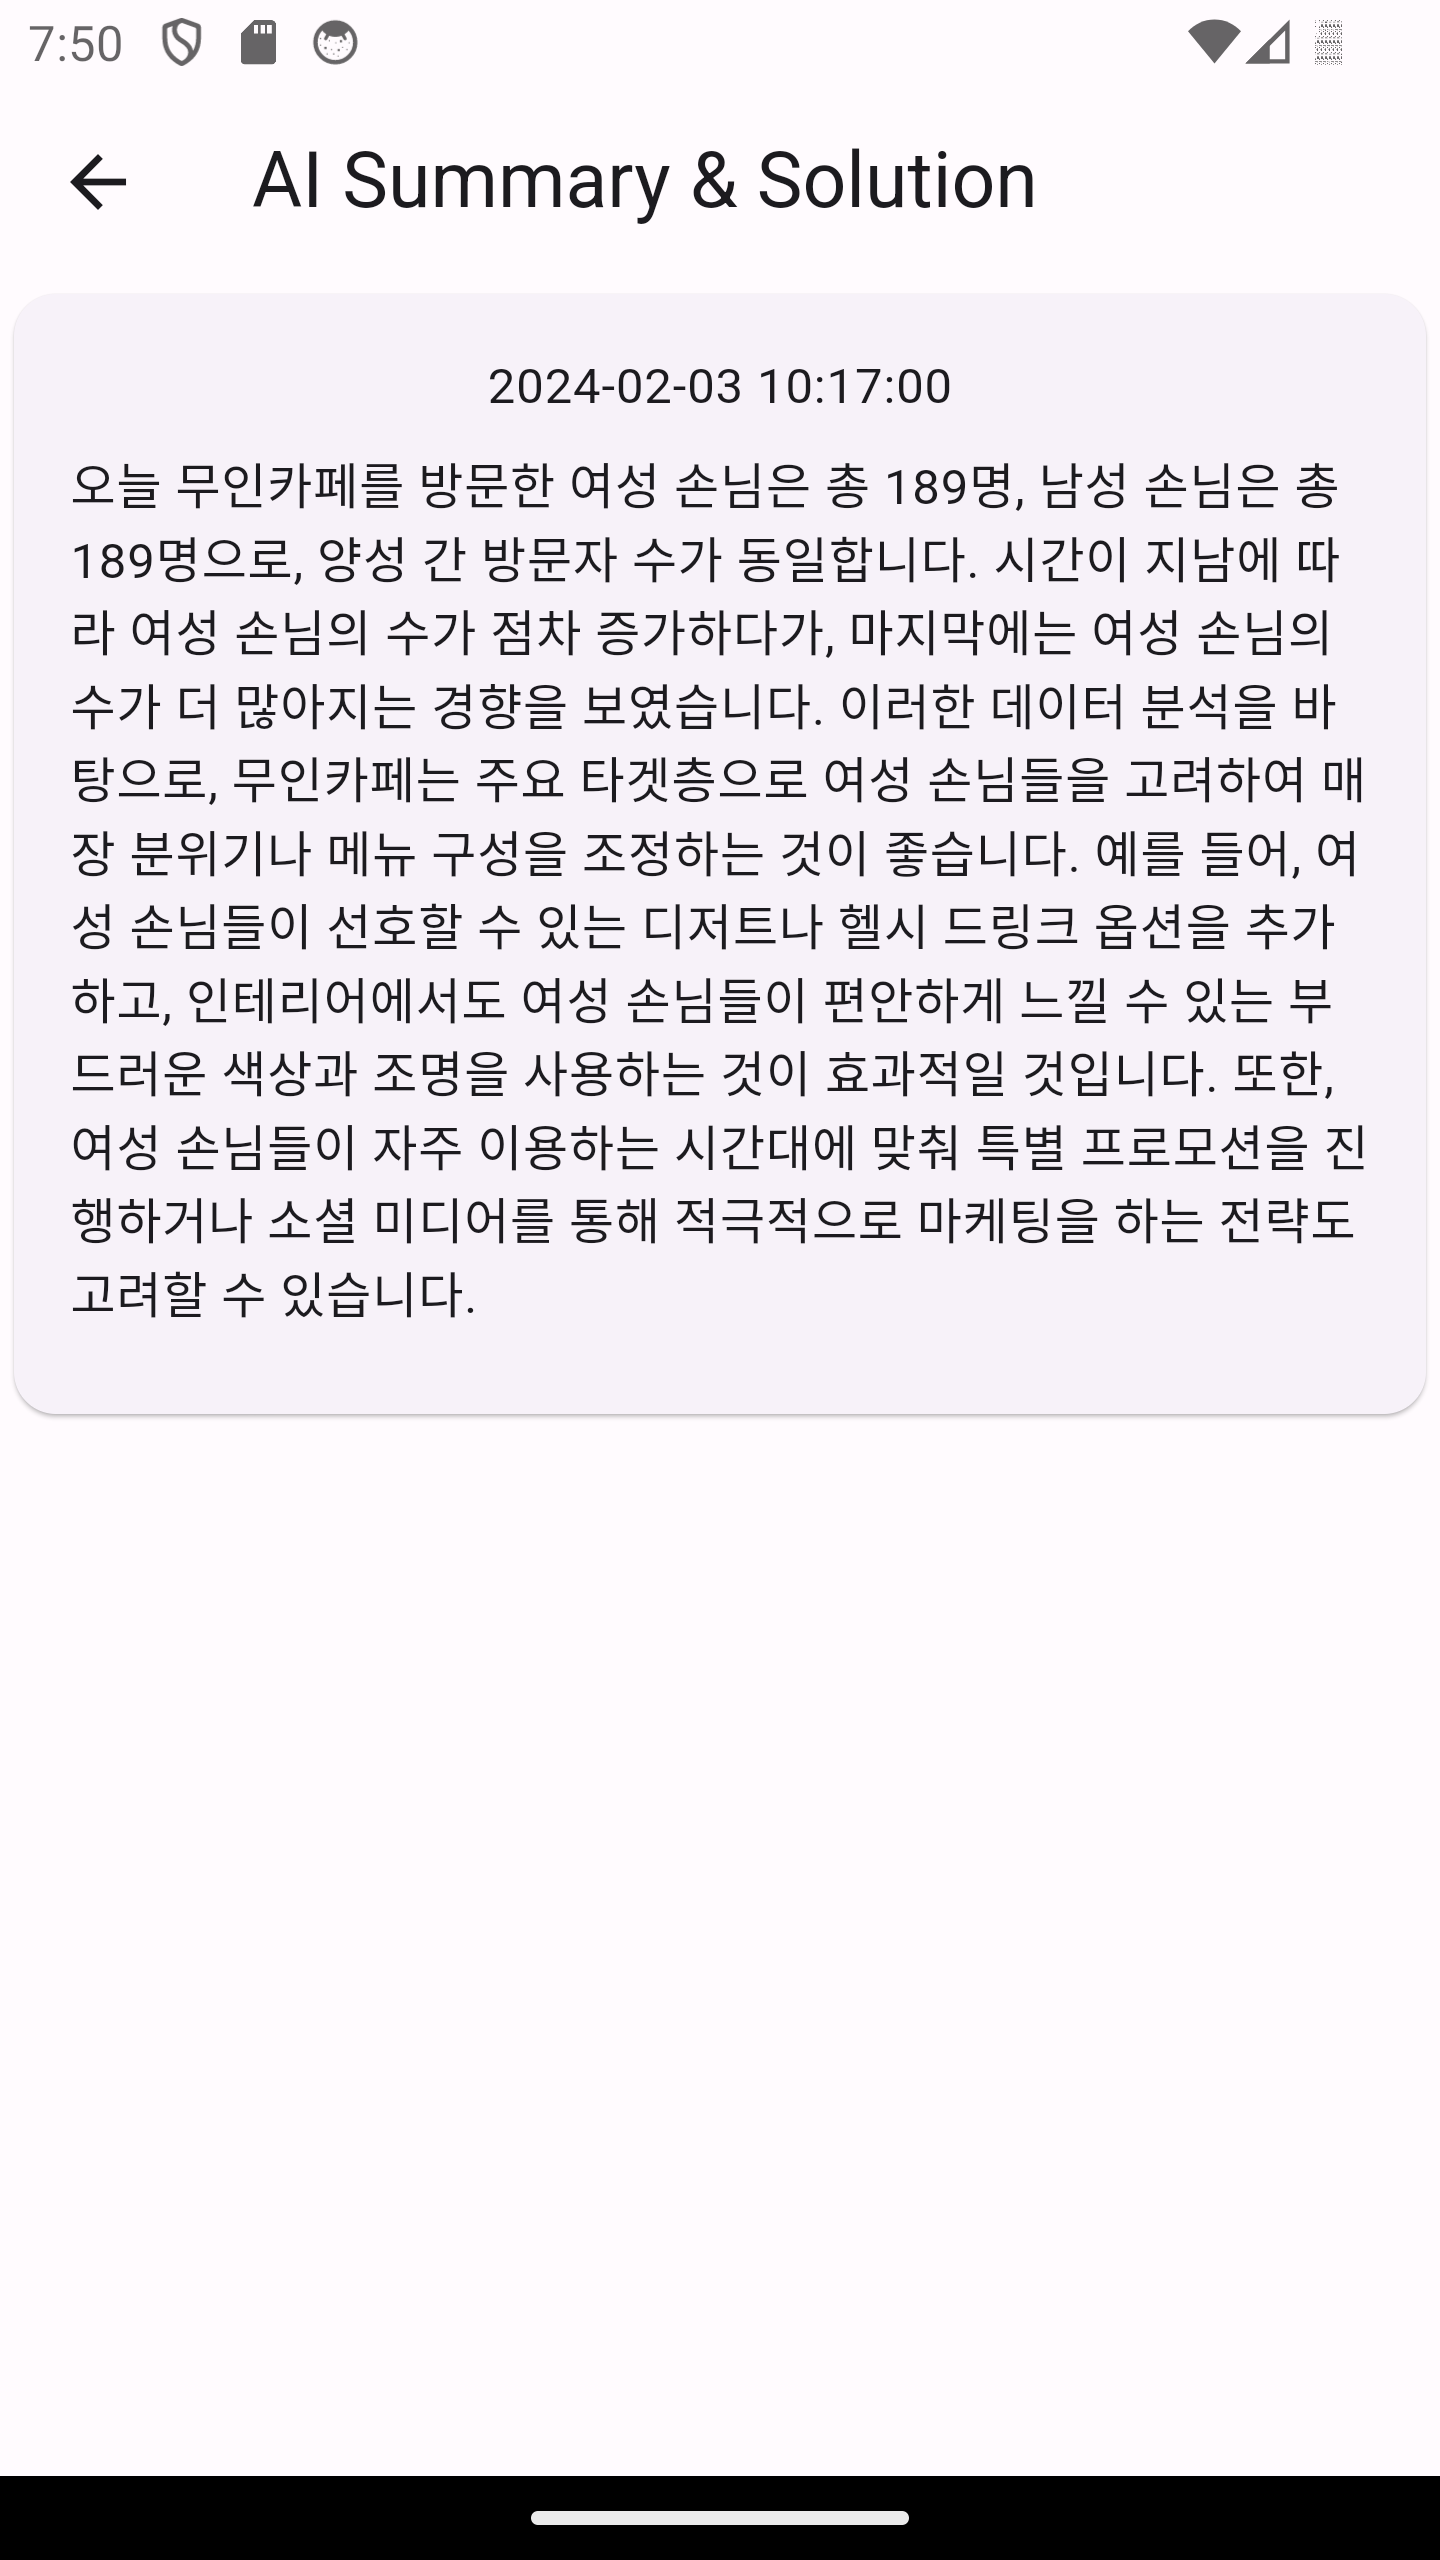 7:50
AI Summary & Solution
2024-02-03 10:17:00
오늘 무인카페를 방문한 여성 손님은 총 189명, 남성 손님은 총
189명으로, 양성 간 방문자 수가 동일합니다. 시간이 지남에 따
라 여성 손님의 수가 점차 증가하다가, 마지막에는 여성 손님의
수가 더 많아지는 경향을 보였습니다. 이러한 데이터 분석을 바
탕으로, 무인카페는 주요 타겟층으로 여성 손님들을 고려하여 매
장 분위기나 메뉴 구성을 조정하는 것이 좋습니다. 예를 들어, 여
성 손님들이 선호할 수 있는 디저트나 헬시 드링크 옵션을 추가
하고, 인테리어에서도 여성 손님들이 편안하게 느낄 수 있는 부
드러운 색상과 조명을 사용하는 것이 효과적일 것입니다. 또한,
여성 손님들이 자주 이용하는 시간대에 맞춰 특별 프로모션을 진
행하거나 소셜 미디어를 통해 적극적으로 마케팅을 하는 전략도
고려할 수 있습니다.